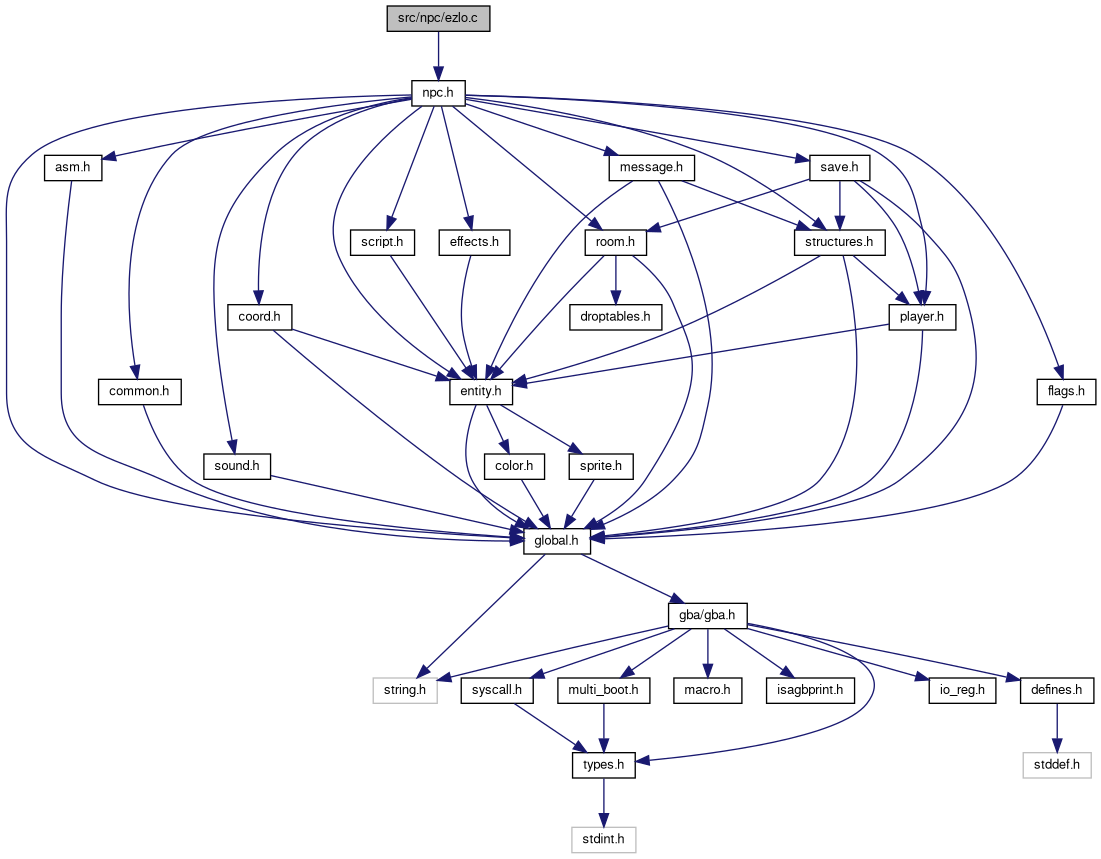 src/npc/ezlo.c
npc.h
asm.h
message.h
save.h
script.h
effects.h
room.h
structures.h
coord.h
droptables.h
player.h
common.h
entity.h
flags.h
sound.h
color.h
sprite.h
global.h
gba/gba.h
string.h
syscall.h
multi_boot.h
macro.h
isagbprint.h
io_reg.h
defines.h
types.h
stddef.h
stdint.h